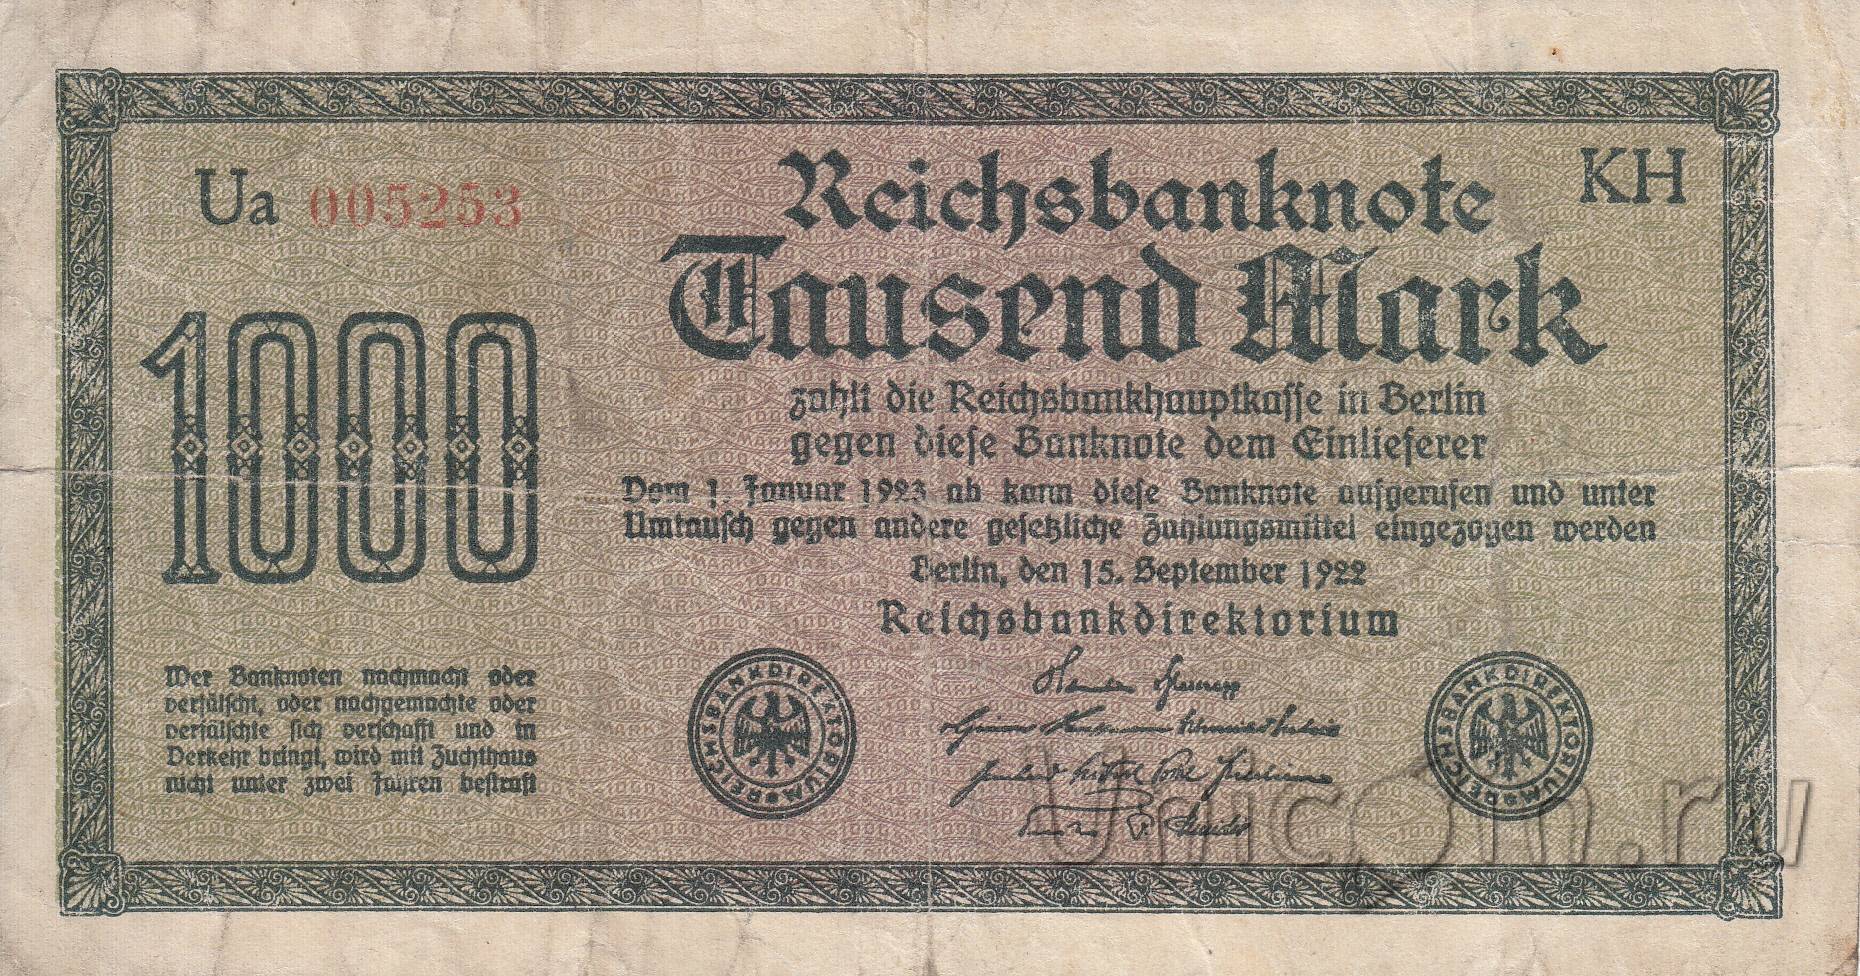 Ua 005253
Reichsbanknote
KH
Tausend Mark
1000
zahlt die Reichsbankhauptkasse in Berlin
gegen diese Banknote dem Einlieferer
Vom 1. Januar 1923 ab kann diese Banknote aufgerufen und unter
Umtausch gegen andere gesetzliche Zahlungsmittel eingezogen werden
Berlin, den 15. September 1922
Reichsbankdirektorium
Wer Banknoten nachmacht oder
verfälscht, oder nachgemachte oder
verfälschte sich verschafft und in
Verkehr bringt, wird mit Zuchthaus
nicht unter zwei Jahren bestraft
REICHSBANKDIREKTORIUM
REICHSBANKDIREKTORIUM
Unicom.ru